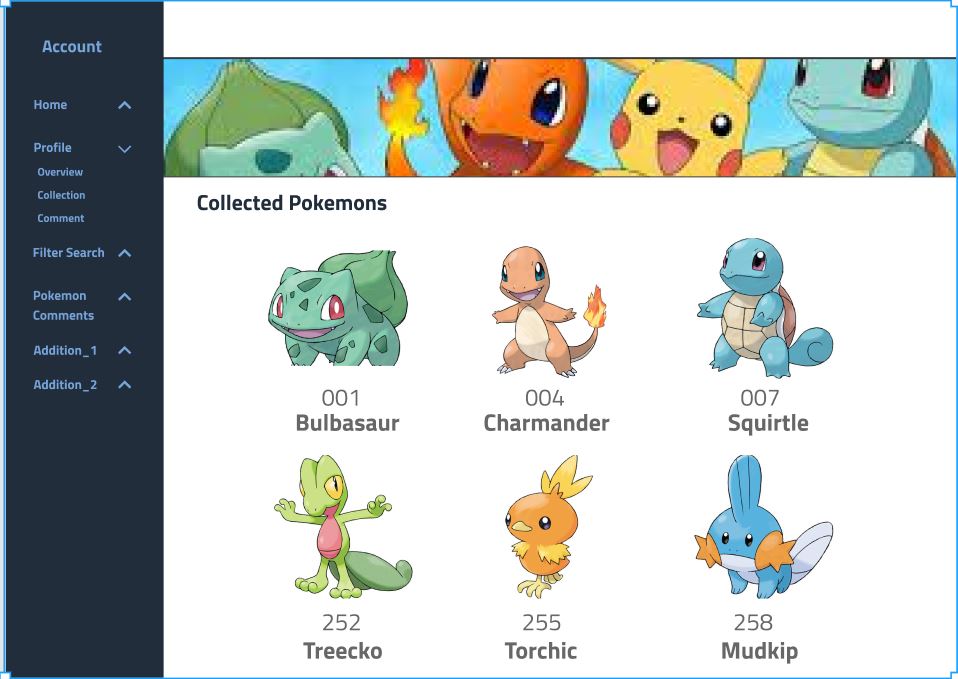 Account
Home
Profile
Overview
Collection
Comment
Filter Search
Pokemon
Comments
Addition_1
Addition_2
Collected Pokemons
001
Bulbasaur
004
Charmander
007
Squirtle
252
Treecko
255
Torchic
258
Mudkip